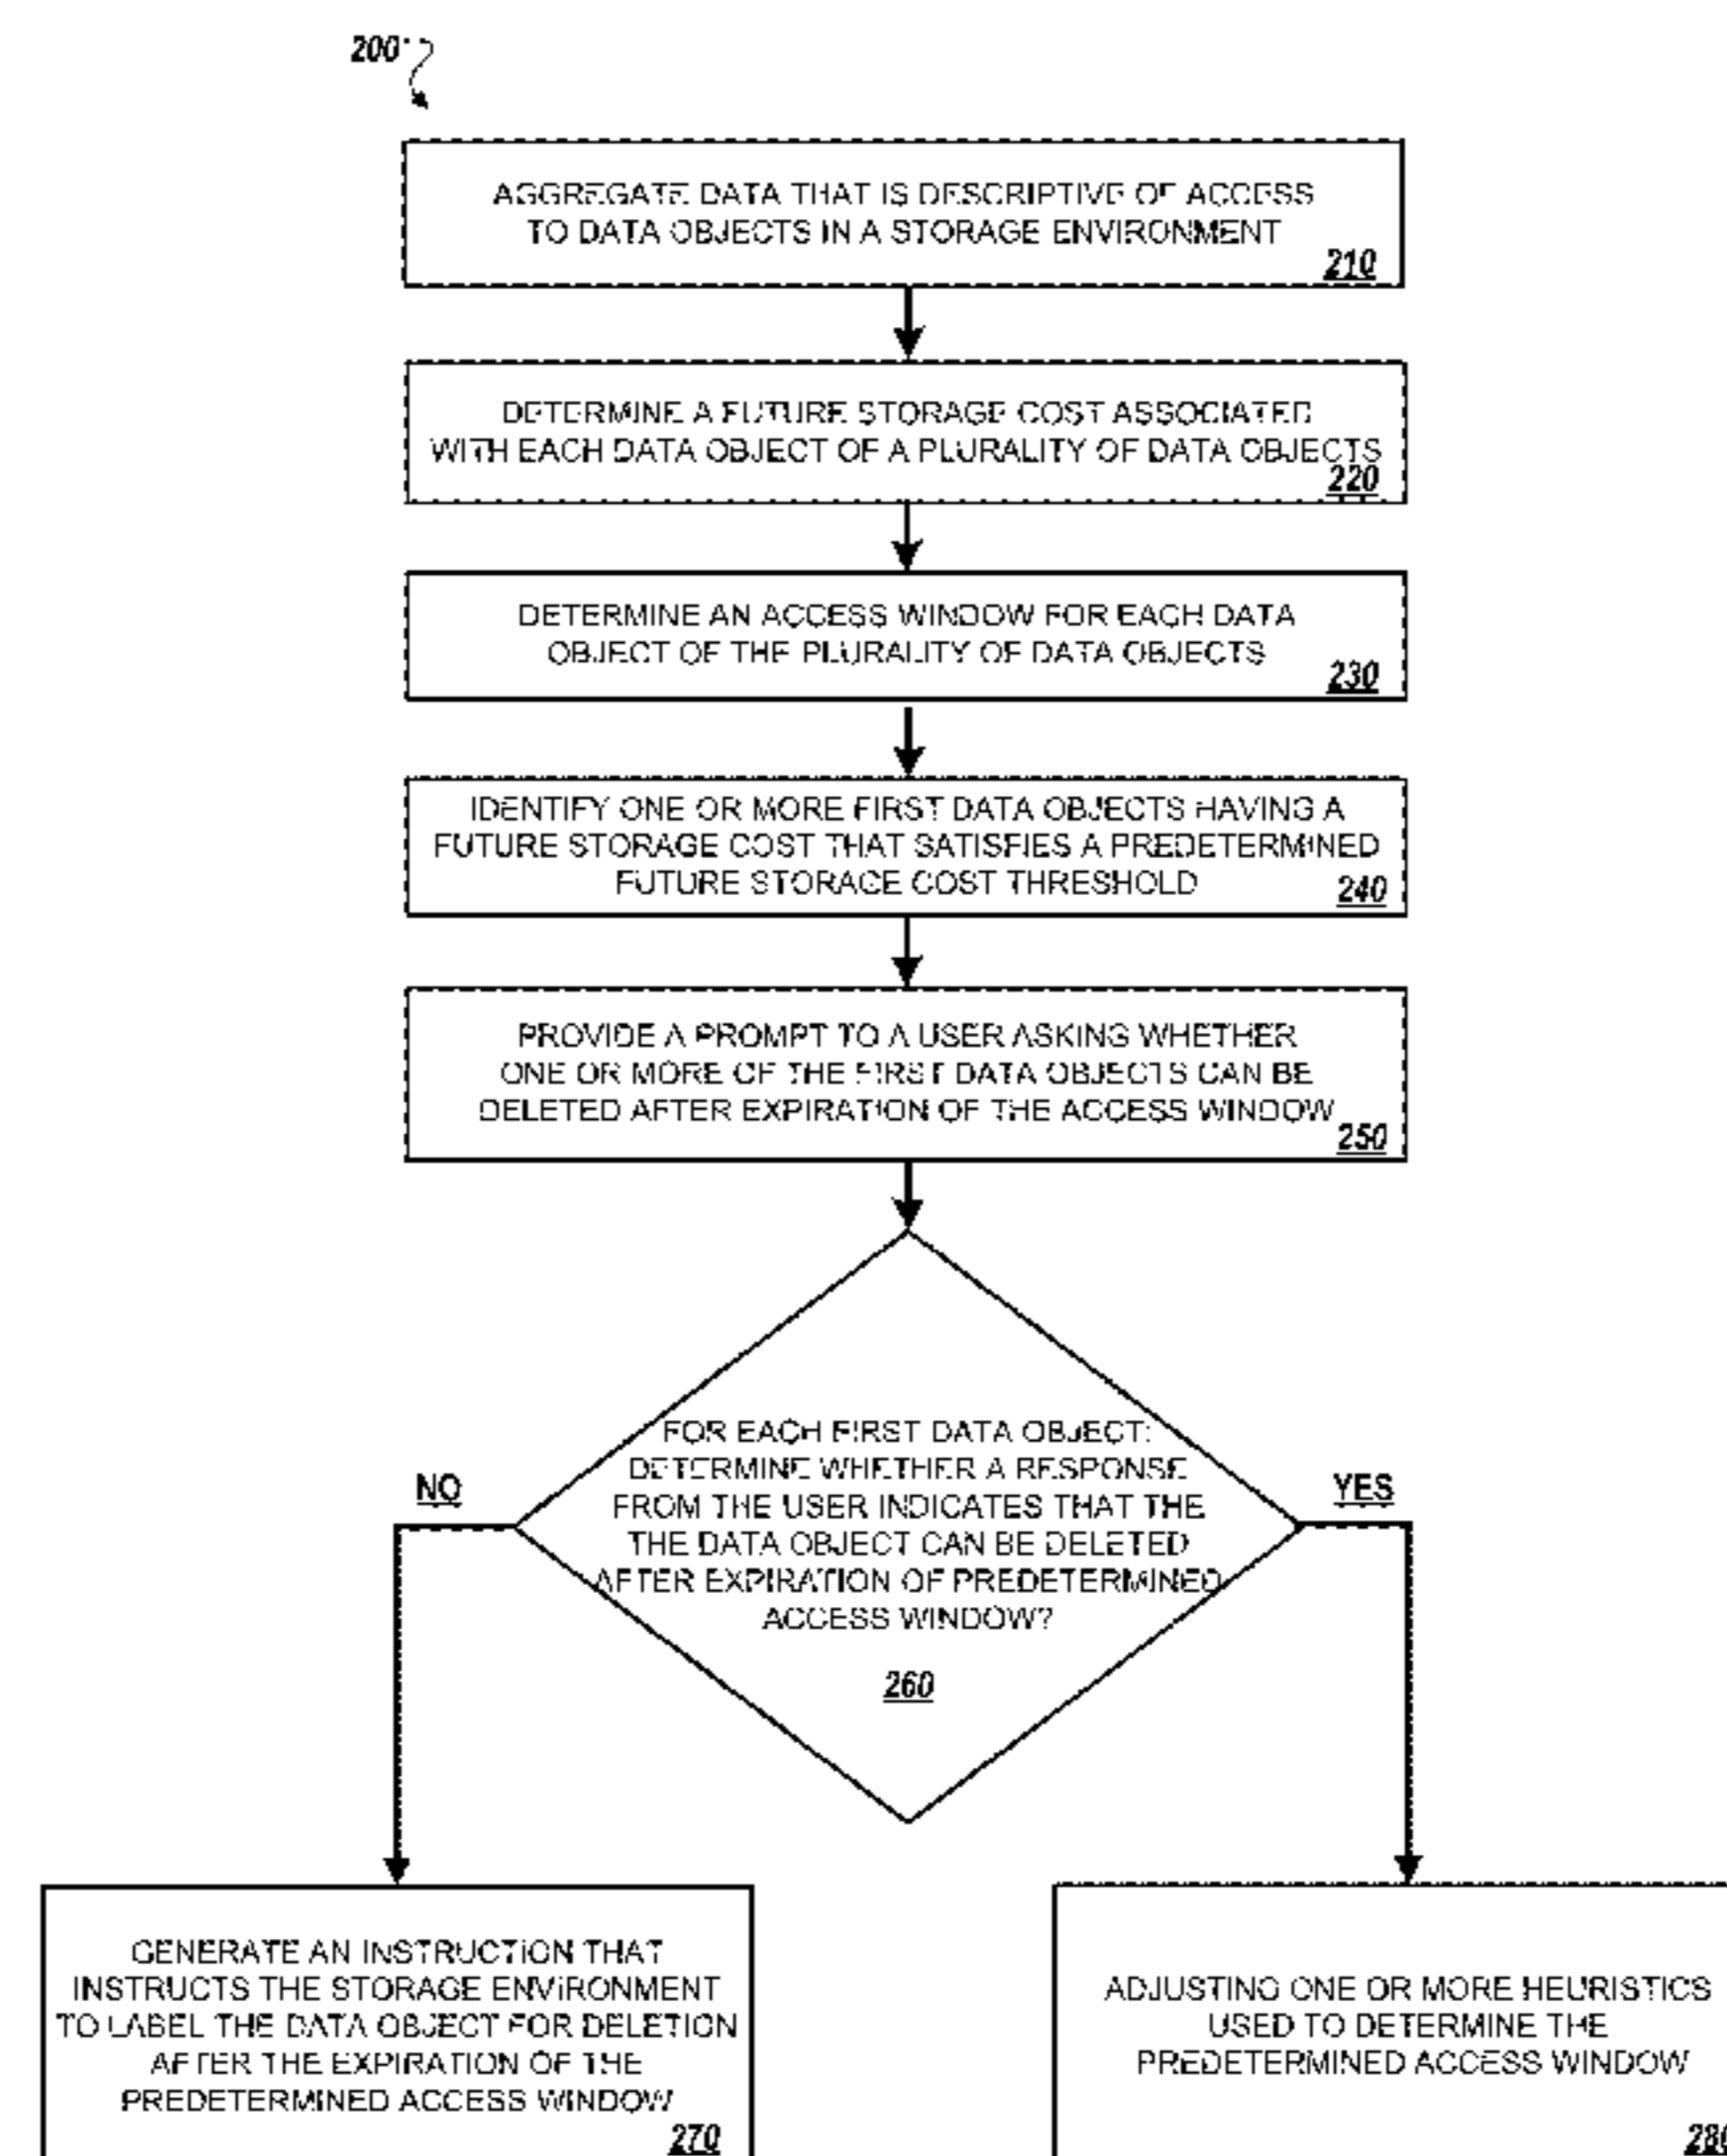 200
AGGREGATE DATA THAT IS DESCRIPTIVE OF ACCESS
TO DATA OBJECTS IN A STORAGE ENVIRONMENT
210
DETERMINE A FUTURE STORAGE COST ASSOCIATED
WITH EACH DATA OBJECT OF A PLURALITY OF DATA OBJECTS
220
DETERMINE AN ACCESS WINDOW FOR EACH DATA
OBJECT OF THE PLURALITY OF DATA OBJECTS
230
IDENTIFY ONE OR MORE FIRST DATA OBJECTS HAVING A
FUTURE STORAGE COST THAT SATISFIES A PREDETERMINED
FUTURE STORAGE COST THRESHOLD
240
PROVIDE A PROMPT TO A USER ASKING WHETHER
ONE OR MORE OF THE FIRST DATA OBJECTS CAN BE
DELETED AFTER EXPIRATION OF THE ACCESS WINDOW
250
FOR EACH FIRST DATA OBJECT:
DETERMINE WHETHER A RESPONSE
FROM THE USER INDICATES THAT THE
THE DATA OBJECT CAN BE DELETED
AFTER EXPIRATION OF PREDETERMINED
ACCESS WINDOW?
260
NO
YES
GENERATE AN INSTRUCTION THAT
INSTRUCTS THE STORAGE ENVIRONMENT
TO LABEL THE DATA OBJECT FOR DELETION
AFTER THE EXPIRATION OF THE
PREDETERMINED ACCESS WINDOW
270
ADJUSTING ONE OR MORE HEURISTICS
USED TO DETERMINE THE
PREDETERMINED ACCESS WINDOW
280